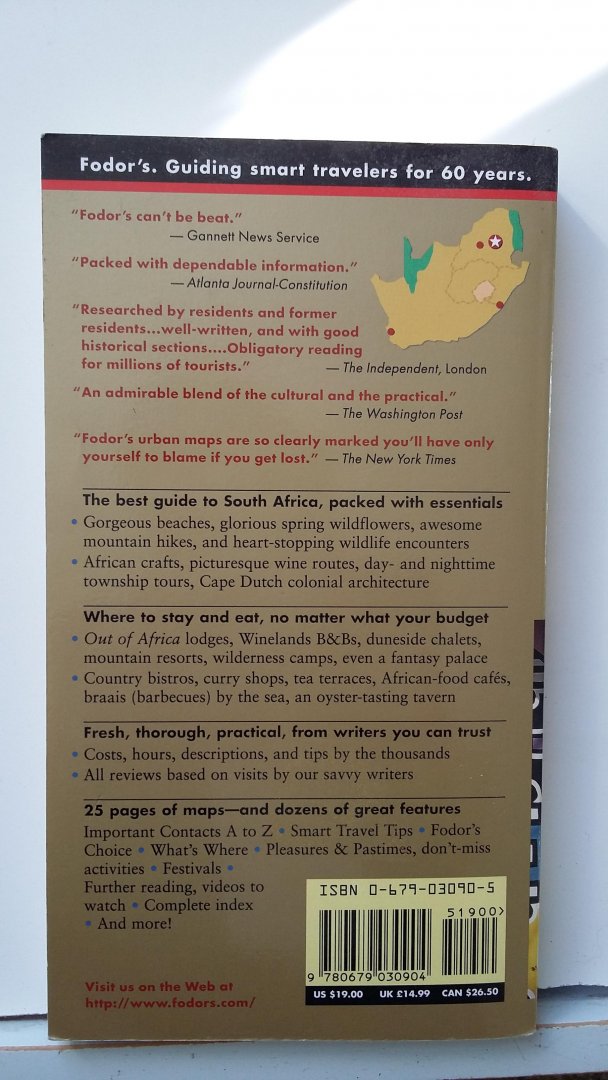 Fodor's. Guiding smart travelers for 60 years.
"Fodor's can't be beat."
— Gannett News Service
"Packed with dependable information."
— Atlanta Journal-Constitution
"Researched by residents and former
residents...well-written, and with good
historical sections....Obligatory reading
for millions of tourists."
— The Independent, London
"An admirable blend of the cultural and the practical."
— The Washington Post
"Fodor's urban maps are so clearly marked you'll have only
yourself to blame if you get lost." — The New York Times
The best guide to South Africa, packed with essentials
• Gorgeous beaches, glorious spring wildflowers, awesome
mountain hikes, and heart-stopping wildlife encounters
• African crafts, picturesque wine routes, day- and nighttime
township tours, Cape Dutch colonial architecture
Where to stay and eat, no matter what your budget
• Out of Africa lodges, Winelands B&Bs, duneside chalets,
mountain resorts, wilderness camps, even a fantasy palace
• Country bistros, curry shops, tea terraces, African-food cafés,
braais (barbecues) by the sea, an oyster-tasting tavern
Fresh, thorough, practical, from writers you can trust
• Costs, hours, descriptions, and tips by the thousands
• All reviews based on visits by our savvy writers
25 pages of maps—and dozens of great features
Important Contacts A to Z • Smart Travel Tips • Fodor's
Choice • What's Where • Pleasures & Pastimes, don't-miss
activities • Festivals •
Further reading, videos to
watch • Complete index
• And more!
Visit us on the Web at
http://www.fodors.com/
ISBN 0-679-03090-5
51900>
9 780679 030904
US $19.00 UK £14.99 CAN $26.50